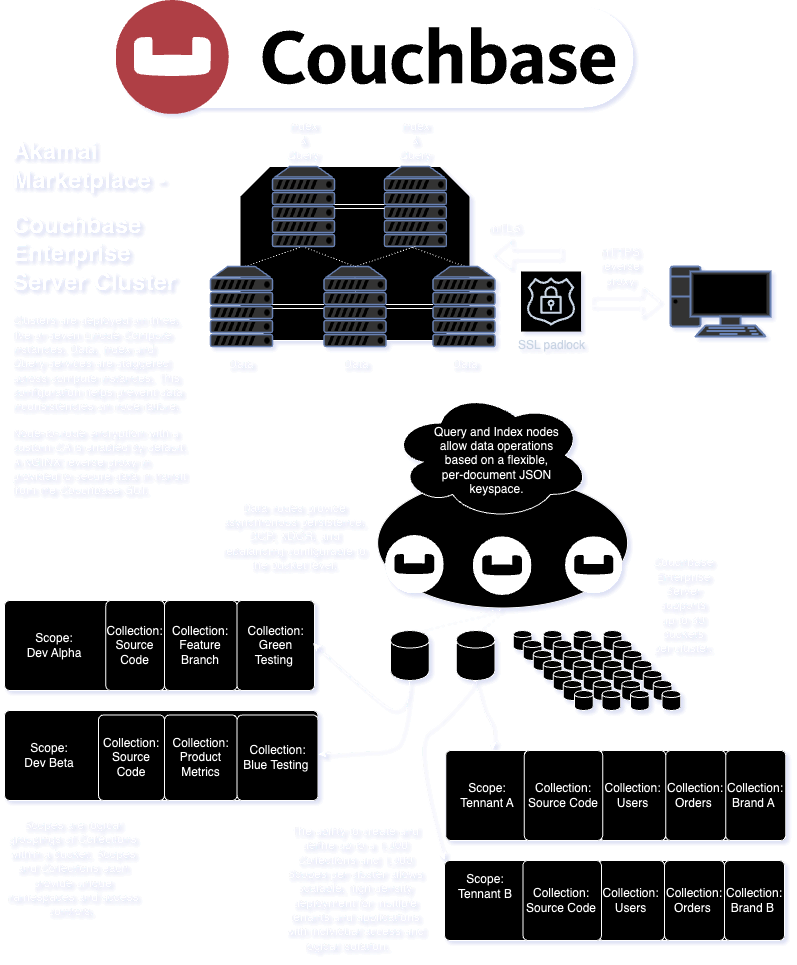 Couchbase
Index
&
Query
Index
&
Query
Akamai
Marketplace -
Couchbase
Enterprise
Server Cluster
mTLS
HTTPS
reverse
proxy
SSL padlock
Data
Data
Data
Clusters are deployed on three,
five or seven Linode Compute
instances. Data, Index and
Query services are staggered
across compute instances. This
configuration helps prevent data
inconsistencies on node failure.
Node-to-node encryption with a
custom CA is enabled by default.
A NGINX reverse proxy in
provided to secure data in transit
from the Couchbase GUI.
Query and Index nodes
allow data operations
based on a flexible,
per-document JSON
keyspace.
Data nodes provide
asynchronous persistence,
DCP, XDCR, and
rebalancing configurable to
the bucket level.
Couchbase
Enterprise
Server
supports
up to 30
buckets
per cluster.
Scope:
Dev Alpha
Collection:
Source
Code
Collection:
Feature
Branch
Collection:
Green
Testing
Scope:
Dev Beta
Collection:
Source
Code
Collection:
Product
Metrics
Collection:
Blue Testing
Scope:
Tennant A
Collection:
Source Code
Collection:
Users
Collection:
Orders
Collection:
Brand A
Scope:
Tennant B
Collection:
Source Code
Collection:
Users
Collection:
Orders
Collection:
Brand B
Scopes are logical
groupings of Collections
within a bucket. Scopes
and Collections each
provide unique
namespaces and access
controls.
The ability to create and
define up to a 1,000
Collections and 1,000
Scopes per cluster allows
scalable, high density
deployment for multiple
tenants and applications
with individual access and
logical isolation.